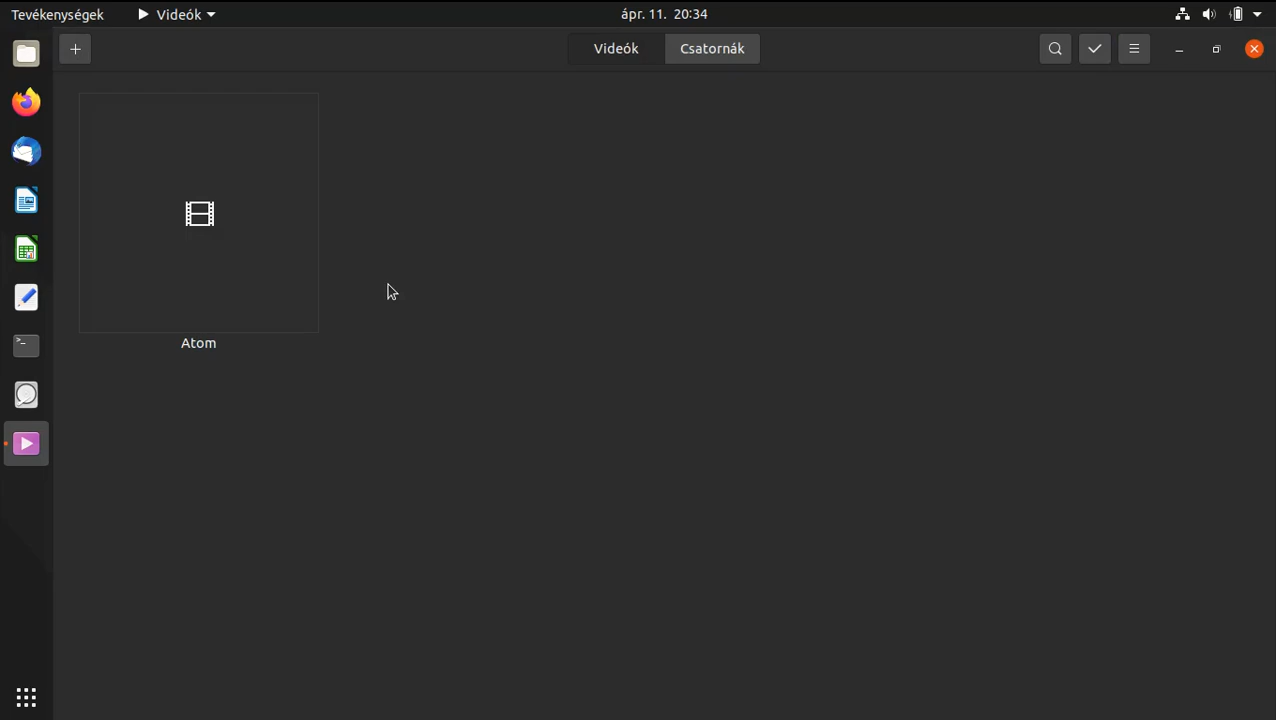 Tevékenységek
Videók
ápr. 11. 20:34
Videók
Csatornák
Atom